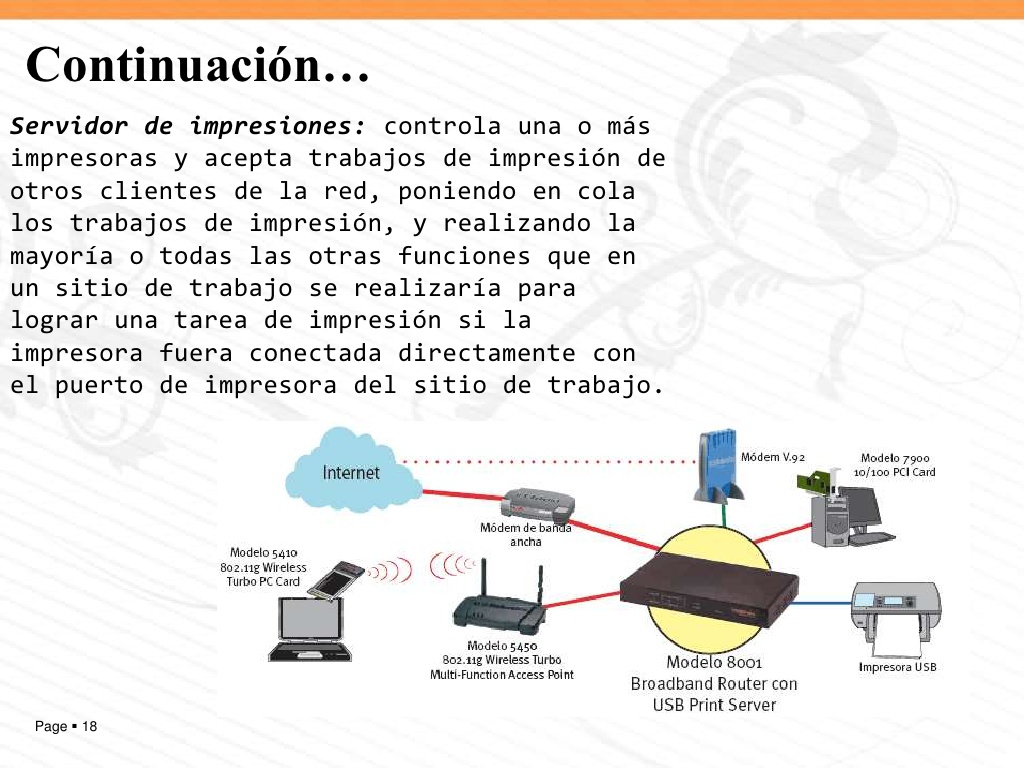 Continuación…
Servidor de impresiones: controla una o más
impresoras y acepta trabajos de impresión de
otros clientes de la red, poniendo en cola
los trabajos de impresión, y realizando la
mayoría o todas las otras funciones que en
un sitio de trabajo se realizaría para
lograr una tarea de impresión si la
impresora fuera conectada directamente con
el puerto de impresora del sitio de trabajo.
Internet
Módem V.92
Modelo 7900
10/100 PCI Card
Módem de banda
ancha
Modelo 5410
802.11g Wireless
Turbo PC Card
Modelo 5450
802.11g Wireless Turbo
Multi-Function Access Point
Modelo 8001
Broadband Router con
USB Print Server
Impresora USB
Page ▪ 18